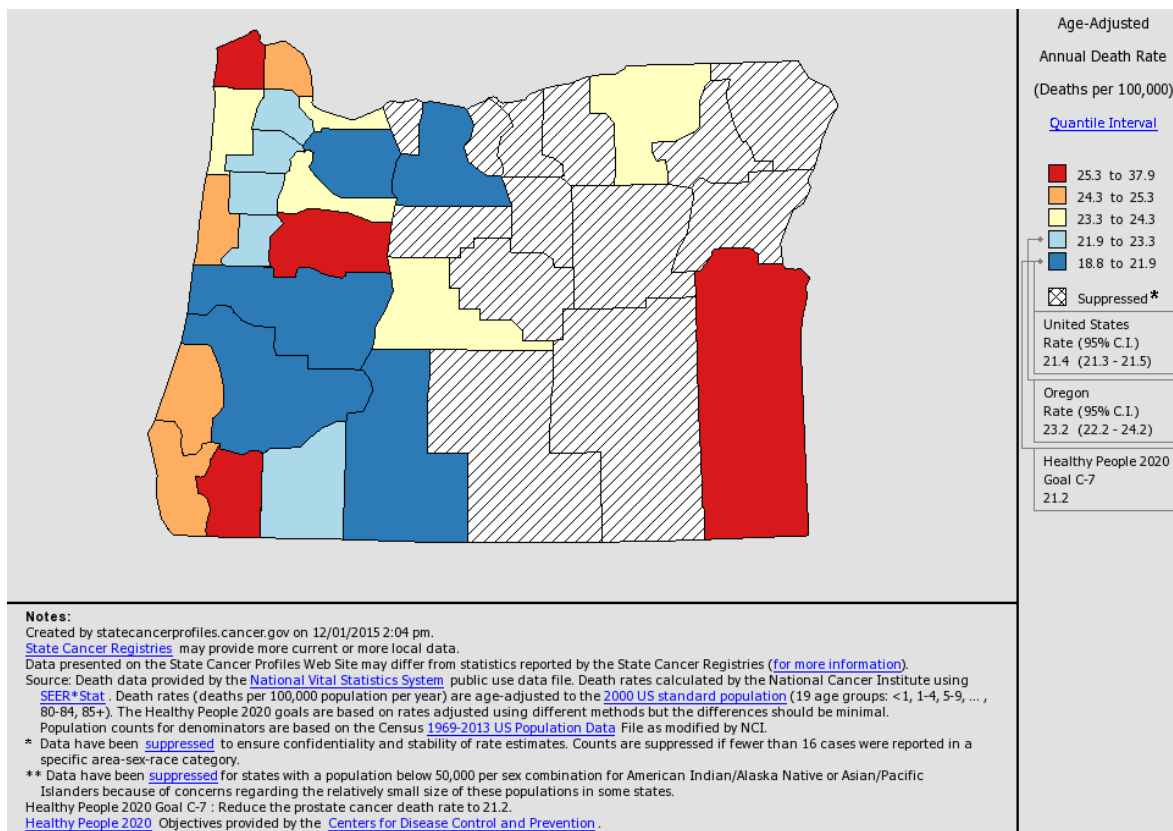 Age-Adjusted
Annual Death Rate
(Deaths per 100,000)
Quantile Interval
25.3 to 37.9
24.3 to 25.3
23.3 to 24.3
21.9 to 23.3
18.8 to 21.9
Suppressed*
United States
Rate (95% C.I.)
21.4 (21.3 - 21.5)
Oregon
Rate (95% C.I.)
23.2 (22.2 - 24.2)
Healthy People 2020
Goal C-7
21.2
Notes:
Created by statecancerprofiles.cancer.gov on 12/01/2015 2:04 pm.
State Cancer Registries may provide more current or more local data.
Data presented on the State Cancer Profiles Web Site may differ from statistics reported by the State Cancer Registries (for more information).
Source: Death data provided by the National Vital Statistics System public use data file. Death rates calculated by the National Cancer Institute using
SEER*Stat . Death rates (deaths per 100,000 population per year) are age-adjusted to the 2000 US standard population (19 age groups: <1, 1-4, 5-9, ... ,
80-84, 85+). The Healthy People 2020 goals are based on rates adjusted using different methods but the differences should be minimal.
Population counts for denominators are based on the Census 1969-2013 US Population Data File as modified by NCI.
* Data have been suppressed to ensure confidentiality and stability of rate estimates. Counts are suppressed if fewer than 16 cases were reported in a
specific area-sex-race category.
** Data have been suppressed for states with a population below 50,000 per sex combination for American Indian/Alaska Native or Asian/Pacific
Islanders because of concerns regarding the relatively small size of these populations in some states.
Healthy People 2020 Goal C-7 : Reduce the prostate cancer death rate to 21.2.
Healthy People 2020 Objectives provided by the Centers for Disease Control and Prevention .